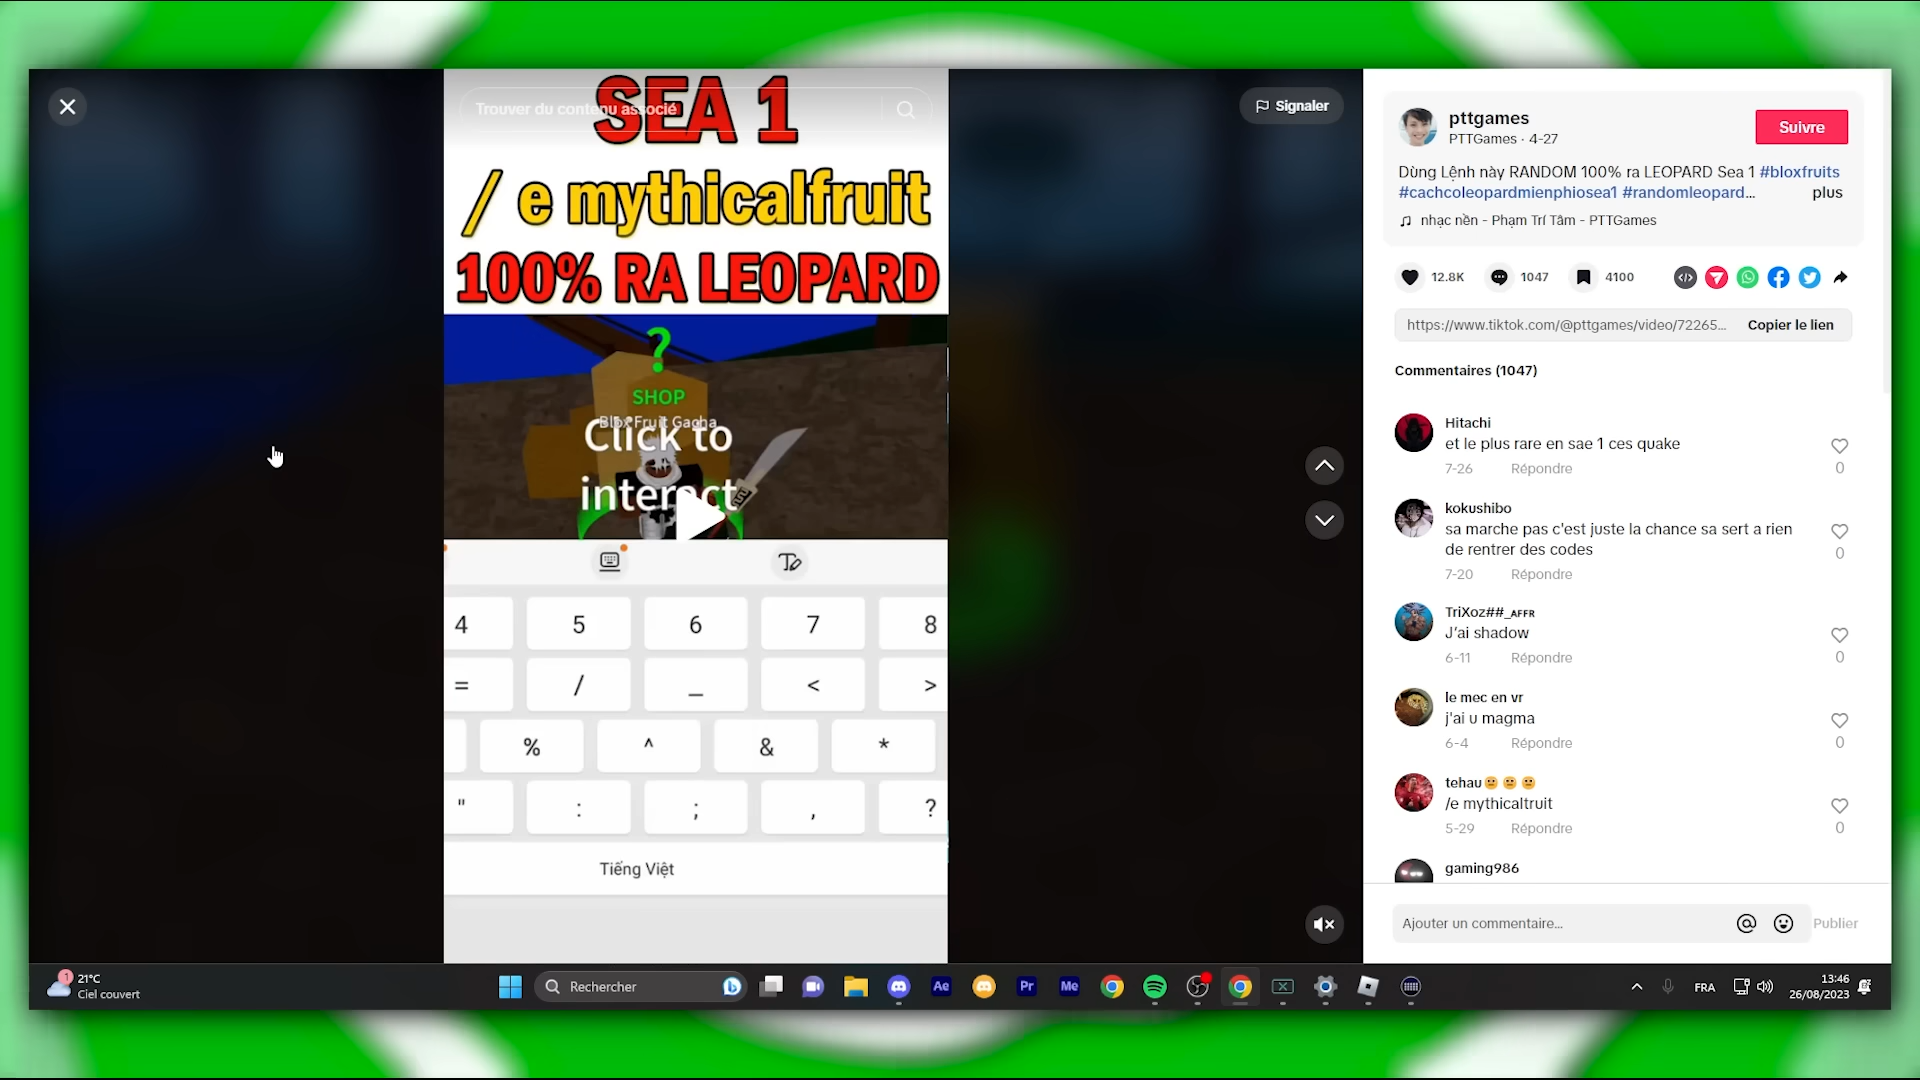 SEA 1
Trouver du contenu associé
/ e mythicalfruit
100% RA LEOPARD
?
SHOP
Blox Fruit Gacha
Click to
interact
4 5 6 7 8
= / _ < >
% ^ & *
" : ; , ?
Tiếng Việt
Signaler
pttgames
PTTGames · 4-27
Suivre
Dùng Lệnh này RANDOM 100% ra LEOPARD Sea 1 #bloxfruits
#cachcoleopardmienphiosea1 #randomleopard... plus
nhạc nền - Phạm Trí Tâm - PTTGames
12.8K 1047 4100
https://www.tiktok.com/@pttgames/video/72265... Copier le lien
Commentaires (1047)
Hitachi
et le plus rare en sae 1 ces quake
7-26 Répondre 0
kokushibo
sa marche pas c'est juste la chance sa sert a rien
de rentrer des codes
0
7-20 Répondre
TriXoz##_AFFR
J'ai shadow
6-11 Répondre 0
le mec en vr
j'ai u magma
6-4 Répondre 0
tehau😐😐😐
/e mythicaltruit
5-29 Répondre 0
gaming986
Ajouter un commentaire... Publier
1
21°C
Ciel couvert
Rechercher
Ae Pr Me
FRA
13:46
26/08/2023